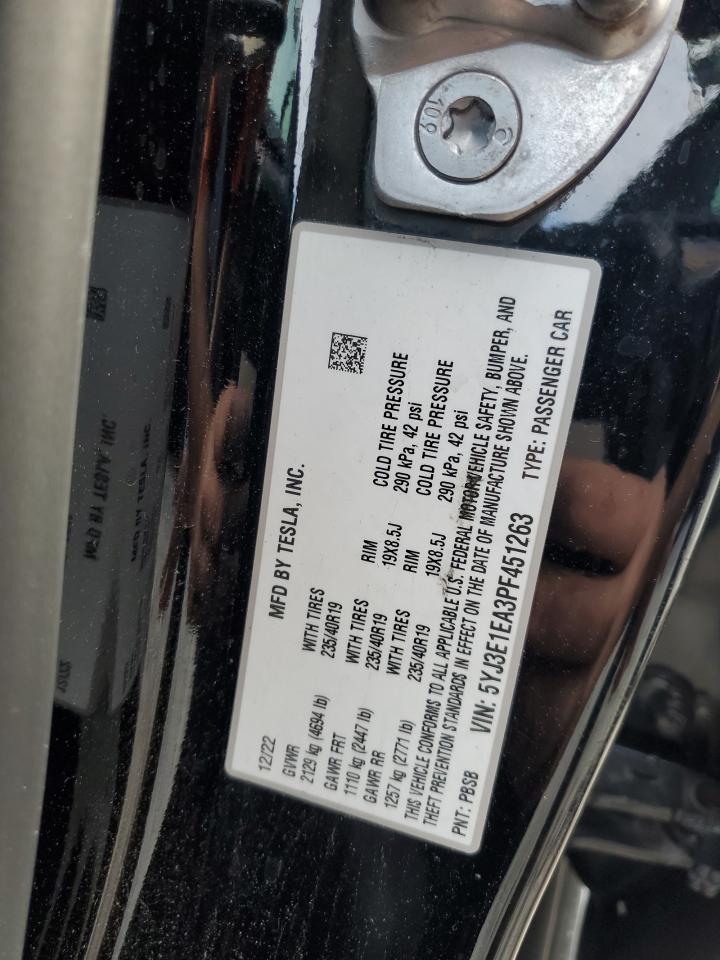 10.9
MFD BY TESLA, INC.
12/22
GVWR
2129 kg (4694 lb)
WITH TIRES
235/40R19
RIM
19X8.5J
COLD TIRE PRESSURE
290 kPa, 42 psi
GAWR FRT
1110 kg (2447 lb)
WITH TIRES
235/40R19
RIM
19X8.5J
COLD TIRE PRESSURE
290 kPa, 42 psi
GAWR RR
1257 kg (2771 lb)
WITH TIRES
235/40R19
THIS VEHICLE CONFORMS TO ALL APPLICABLE U.S. FEDERAL MOTOR VEHICLE SAFETY, BUMPER, AND
THEFT PREVENTION STANDARDS IN EFFECT ON THE DATE OF MANUFACTURE SHOWN ABOVE.
PNT: PBSB VIN: 5YJ3E1EA3PF451263 TYPE: PASSENGER CAR